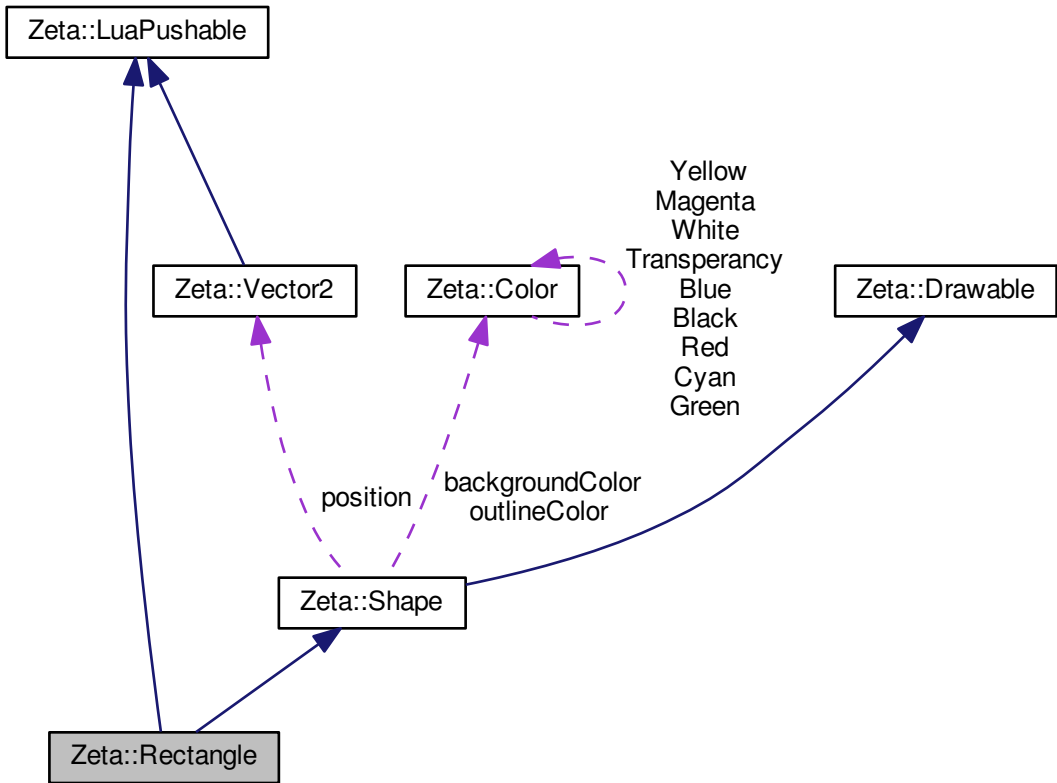 Zeta::LuaPushable
Yellow
Magenta
White
Transperancy
Blue
Black
Red
Cyan
Green
Zeta::Vector2
Zeta::Color
Zeta::Drawable
position
backgroundColor
outlineColor
Zeta::Shape
Zeta::Rectangle